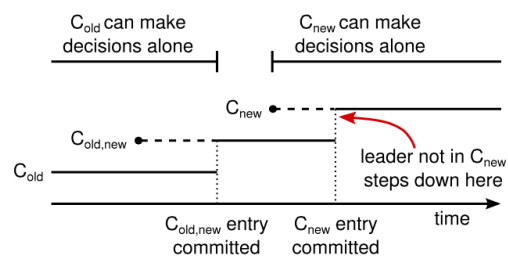 C_old can make
decisions alone
C_new can make
decisions alone
C_new
C_old,new
leader not in C_new
steps down here
C_old
time
C_old,new entry
committed
C_new entry
committed